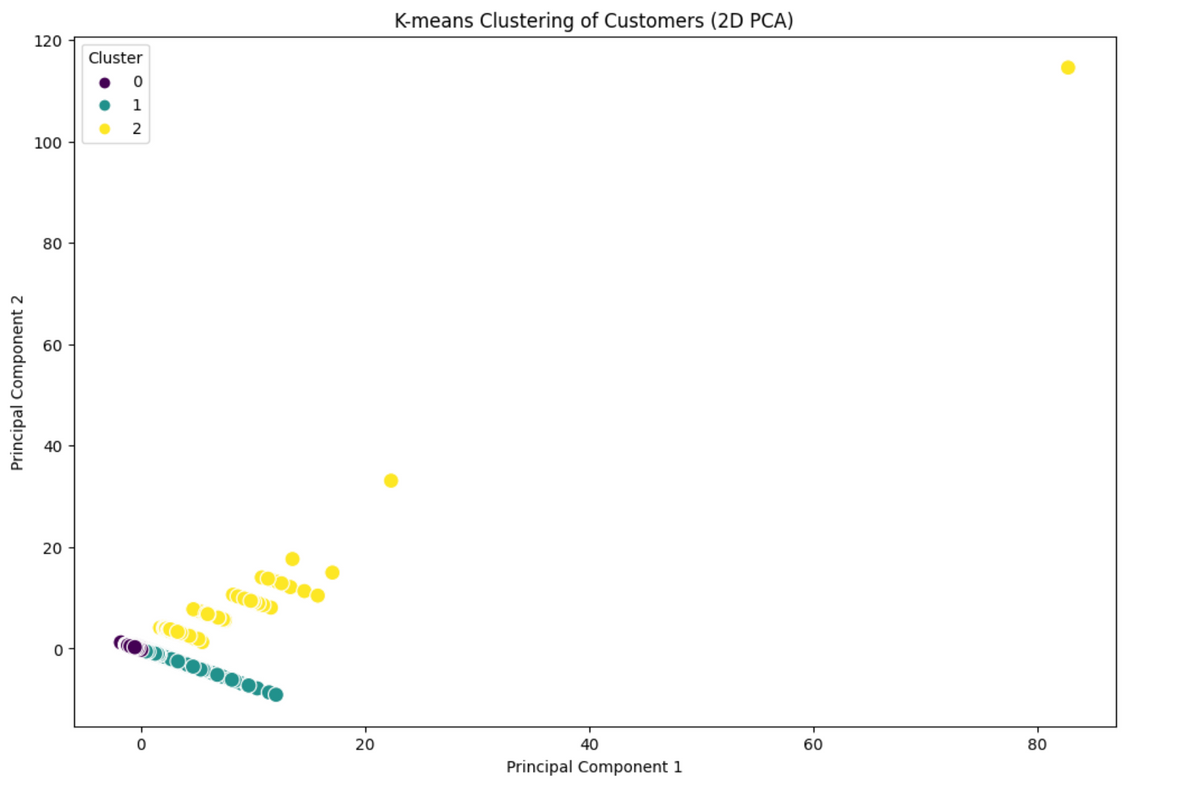 K-means Clustering of Customers (2D PCA)
Cluster
0
1
2
120
100
80
60
40
20
0
Principal Component 2
0 20 40 60 80
Principal Component 1